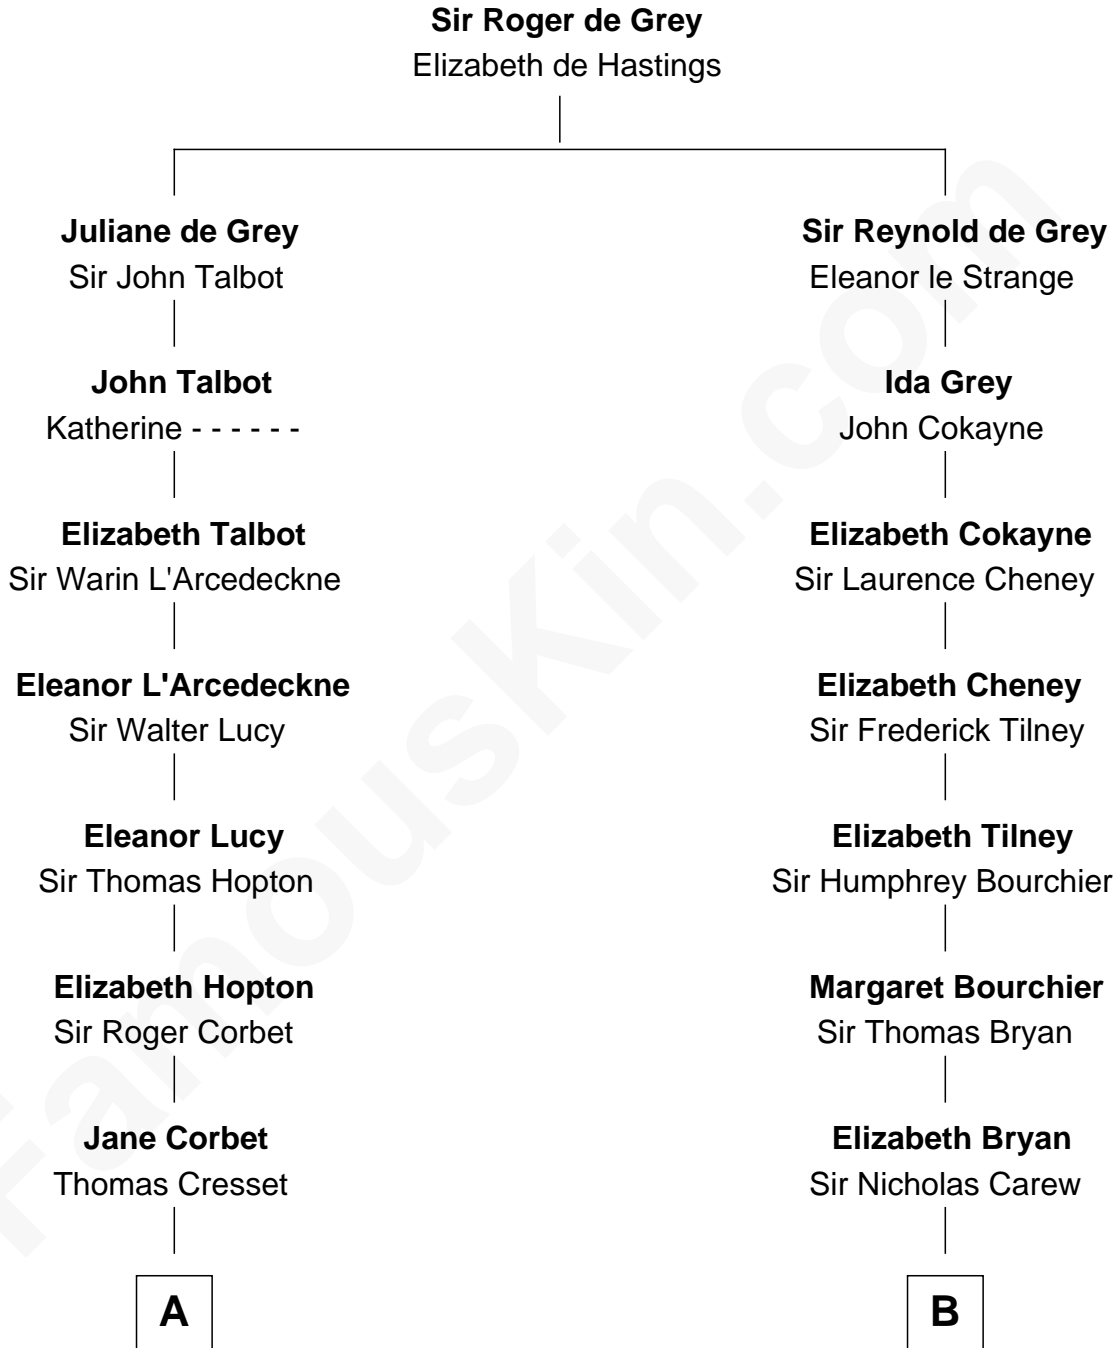 Sir Roger de Grey
Elizabeth de Hastings
Juliane de Grey
Sir John Talbot
Sir Reynold de Grey
Eleanor le Strange
John Talbot
Katherine - - - - - -
Ida Grey
John Cokayne
Elizabeth Talbot
Sir Warin L'Arcedeckne
Elizabeth Cokayne
Sir Laurence Cheney
Eleanor L'Arcedeckne
Sir Walter Lucy
Elizabeth Cheney
Sir Frederick Tilney
Eleanor Lucy
Sir Thomas Hopton
Elizabeth Tilney
Sir Humphrey Bourchier
Elizabeth Hopton
Sir Roger Corbet
Margaret Bourchier
Sir Thomas Bryan
Jane Corbet
Thomas Cresset
Elizabeth Bryan
Sir Nicholas Carew
A
B
FamousKin.com